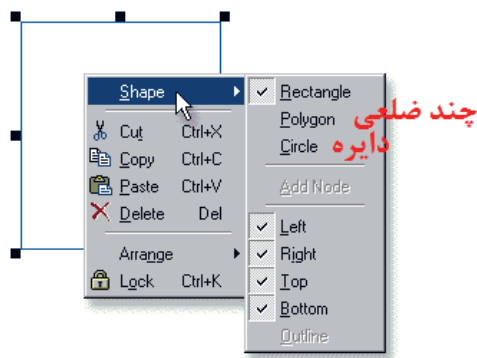 Shape
Cut Ctrl+X
Copy Ctrl+C
Paste Ctrl+V
Delete Del
Arrange
Lock Ctrl+K
Rectangle
Polygon چند ضلعی
Circle دایره
Add Node
Left
Right
Top
Bottom
Outline